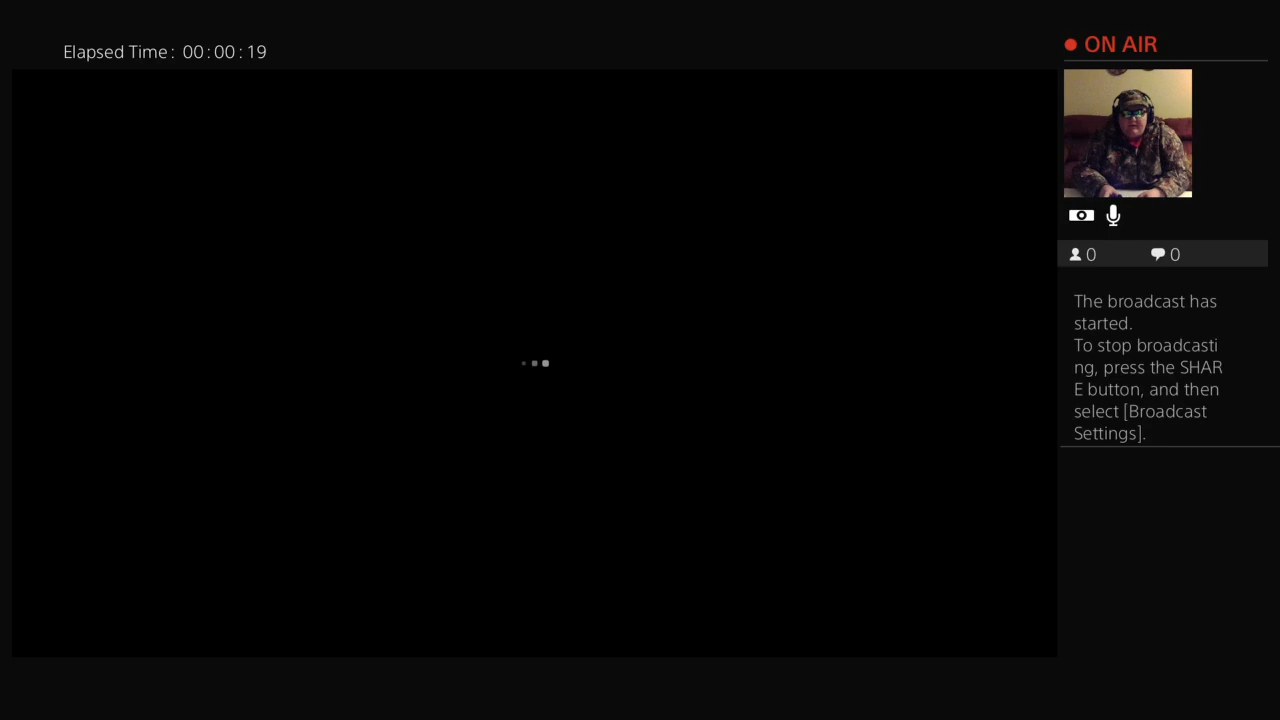 Elapsed Time: 00:00:19
ON AIR
0 0
The broadcast has
started.
To stop broadcasti
ng, press the SHAR
E button, and then
select [Broadcast
Settings].